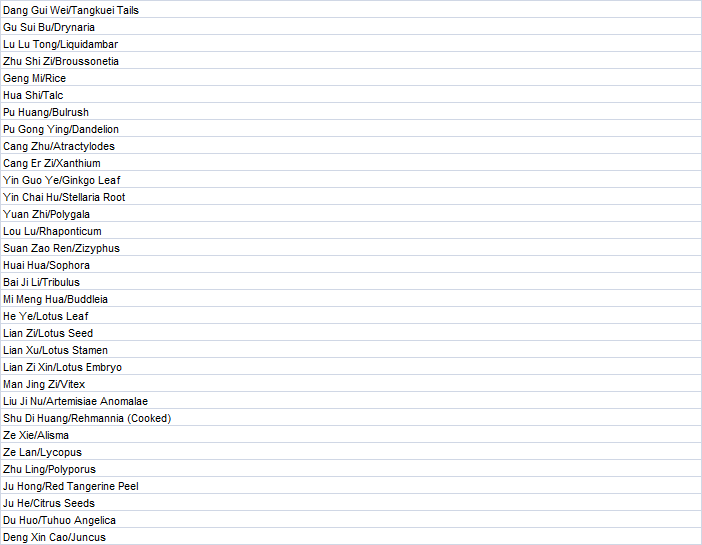 Dang Gui Wei/Tangkuei Tails
Gu Sui Bu/Drynaria
Lu Lu Tong/Liquidambar
Zhu Shi Zi/Broussonetia
Geng Mi/Rice
Hua Shi/Talc
Pu Huang/Bulrush
Pu Gong Ying/Dandelion
Cang Zhu/Atractylodes
Cang Er Zi/Xanthium
Yin Guo Ye/Ginkgo Leaf
Yin Chai Hu/Stellaria Root
Yuan Zhi/Polygala
Lou Lu/Rhaponticum
Suan Zao Ren/Zizyphus
Huai Hua/Sophora
Bai Ji Li/Tribulus
Mi Meng Hua/Buddleia
He Ye/Lotus Leaf
Lian Zi/Lotus Seed
Lian Xu/Lotus Stamen
Lian Zi Xin/Lotus Embryo
Man Jing Zi/Vitex
Liu Ji Nu/Artemisiae Anomalae
Shu Di Huang/Rehmannia (Cooked)
Ze Xie/Alisma
Ze Lan/Lycopus
Zhu Ling/Polyporus
Ju Hong/Red Tangerine Peel
Ju He/Citrus Seeds
Du Huo/Tuhuo Angelica
Deng Xin Cao/Juncus